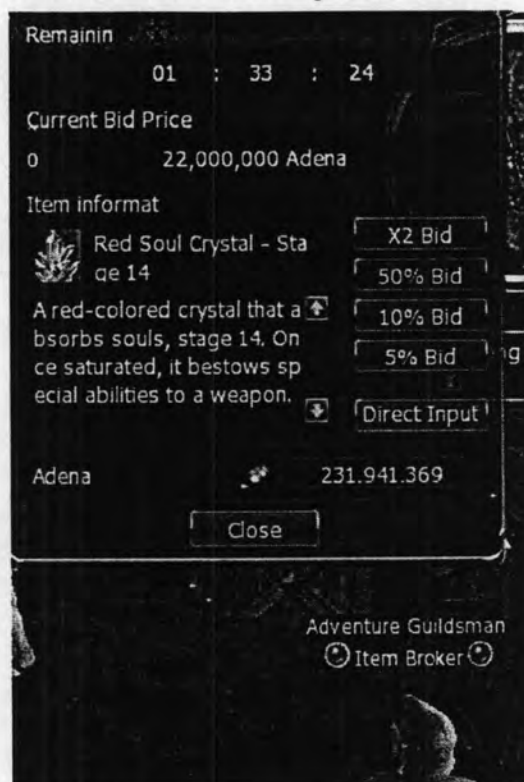 Remainin
01 : 33 : 24
Current Bid Price
0 22,000,000 Adena
Item informat
Red Soul Crystal - Sta
ge 14
X2 Bid
50% Bid
A red-colored crystal that a
bsorbs souls, stage 14. On
ce saturated, it bestows sp
ecial abilities to a weapon.
10% Bid
5% Bid
g
Direct Input
Adena 231.941.369
Close
Adventure Guildsman
Item Broker